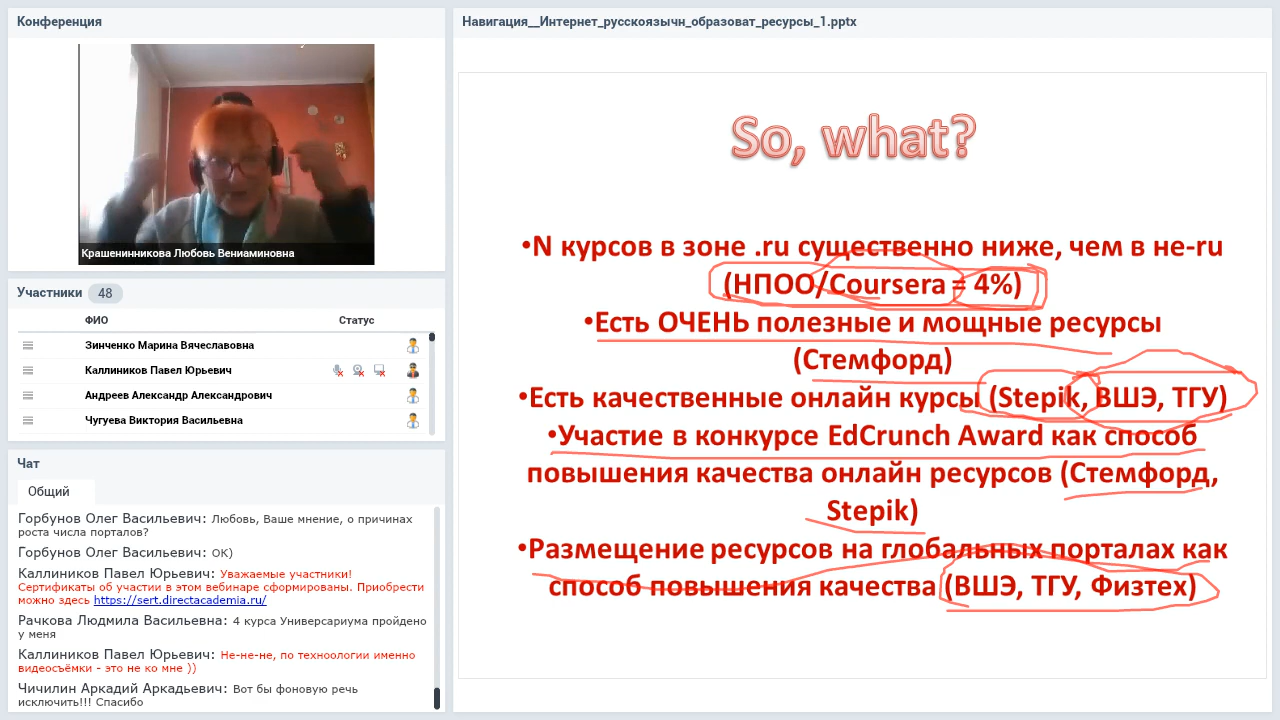 Конференция
Крашенинникова Любовь Вениаминовна
Участники 48
ФИО Статус
Зинченко Марина Вячеславовна
Каллиников Павел Юрьевич
Андреев Александр Александрович
Чугуева Виктория Васильевна
Чат
Общий
Горбунов Олег Васильевич: Любовь, Ваше мнение, о причинах
роста числа порталов?
Горбунов Олег Васильевич: ОК)
Каллиников Павел Юрьевич: Уважаемые участники!
Сертификаты об участии в этом вебинаре сформированы. Приобрести
можно здесь https://sert.directacademia.ru/
Рачкова Людмила Васильевна: 4 курса Универсариума пройдено
у меня
Каллиников Павел Юрьевич: Не-не-не, по техноологии именно
видеосъёмки - это не ко мне ))
Чичилин Аркадий Аркадьевич: Вот бы фоновую речь
исключить!!! Спасибо
Навигация__Интернет_русскоязычн_образоват_ресурсы_1.pptx
So, what?
•N курсов в зоне .ru существенно ниже, чем в не-ru
(НПОО/Coursera = 4%)
•Есть ОЧЕНЬ полезные и мощные ресурсы
(Стемфорд)
•Есть качественные онлайн курсы (Stepik, ВШЭ, ТГУ)
•Участие в конкурсе EdCrunch Award как способ
повышения качества онлайн ресурсов (Стемфорд,
Stepik)
•Размещение ресурсов на глобальных порталах как
способ повышения качества (ВШЭ, ТГУ, Физтех)